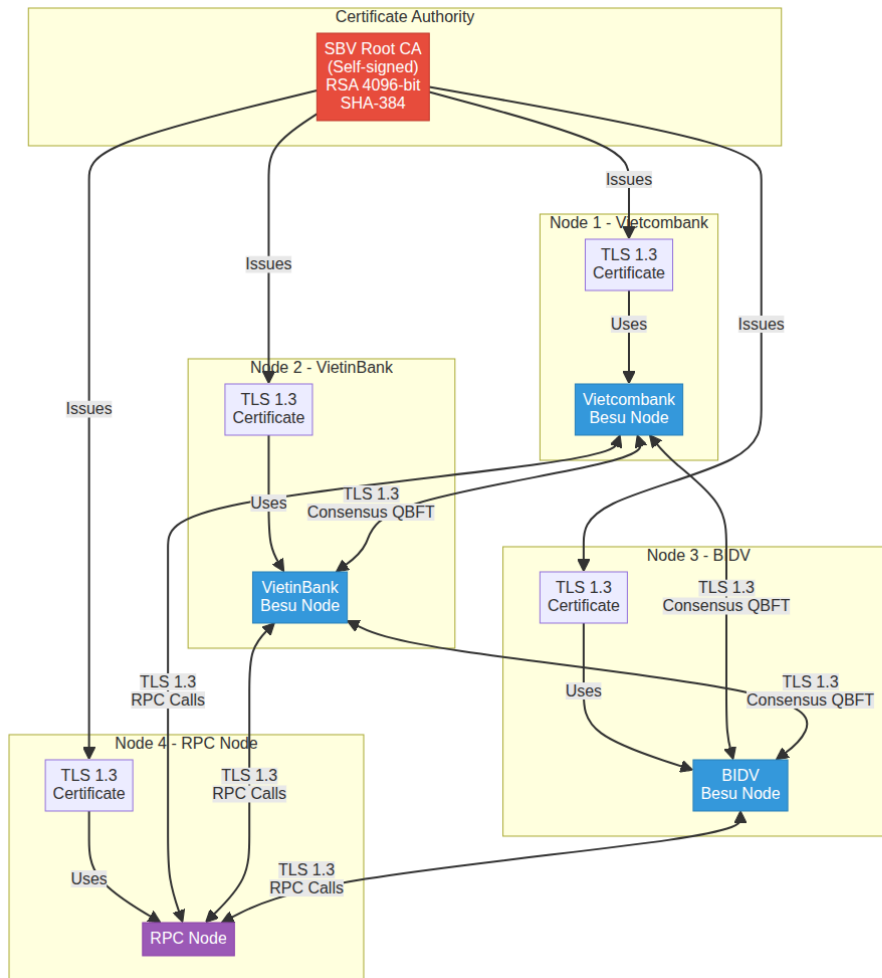 Certificate Authority
SBV Root CA
(Self-signed)
RSA 4096-bit
SHA-384
Issues
Node 1 - Vietcombank
TLS 1.3
Certificate
Issues
Uses
Issues
Node 2 - VietinBank
TLS 1.3
Certificate
Vietcombank
Besu Node
Issues
Uses
TLS 1.3
Consensus QBFT
Node 3 - BIDV
VietinBank
Besu Node
TLS 1.3
Certificate
TLS 1.3
Consensus QBFT
TLS 1.3
RPC Calls
Uses
TLS 1.3
Consensus QBFT
Node 4 - RPC Node
TLS 1.3
Certificate
TLS 1.3
RPC Calls
BIDV
Besu Node
Uses
TLS 1.3
RPC Calls
RPC Node